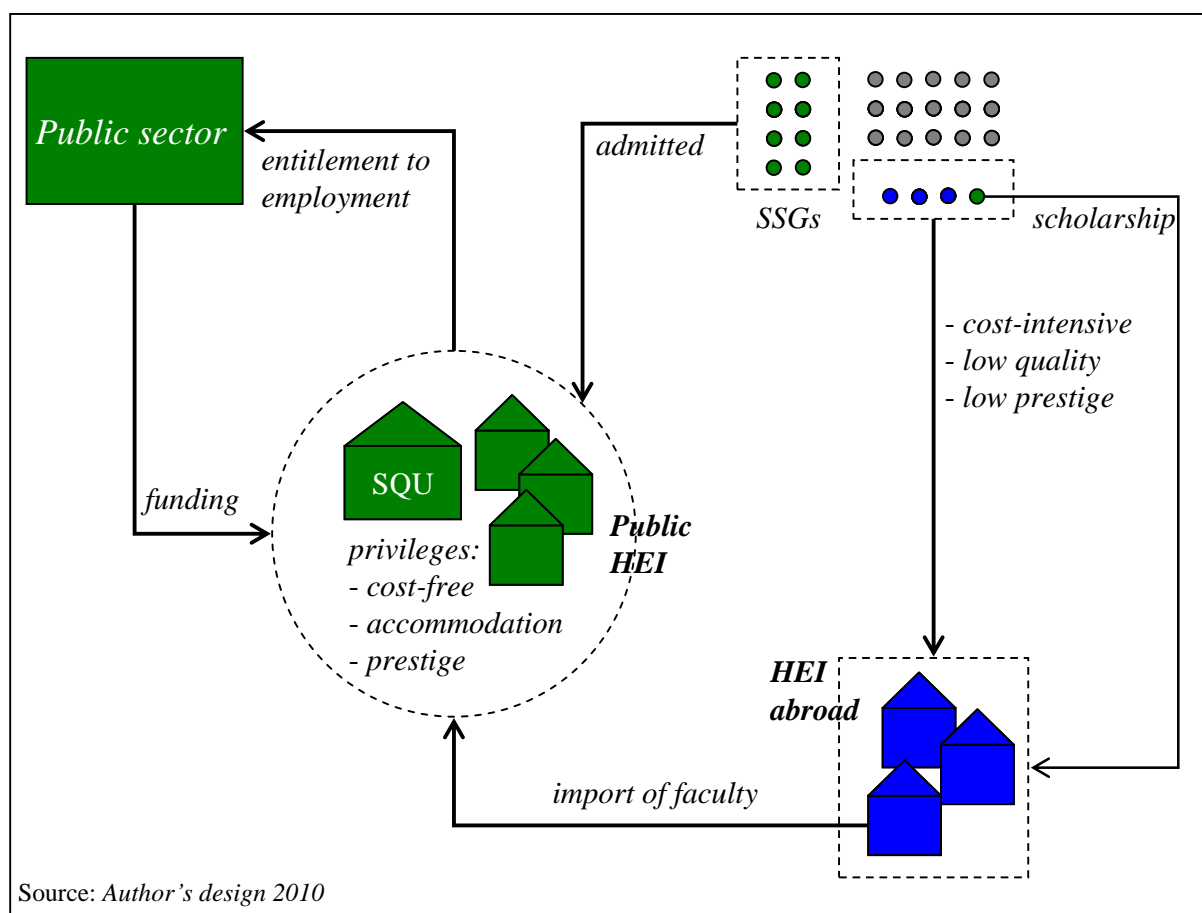 Public sector
entitlement to
employment
admitted
SSGs
scholarship
- cost-intensive
- low quality
- low prestige
funding
SQU
Public
HEI
privileges:
- cost-free
- accommodation
- prestige
HEI
abroad
import of faculty
Source: Author’s design 2010